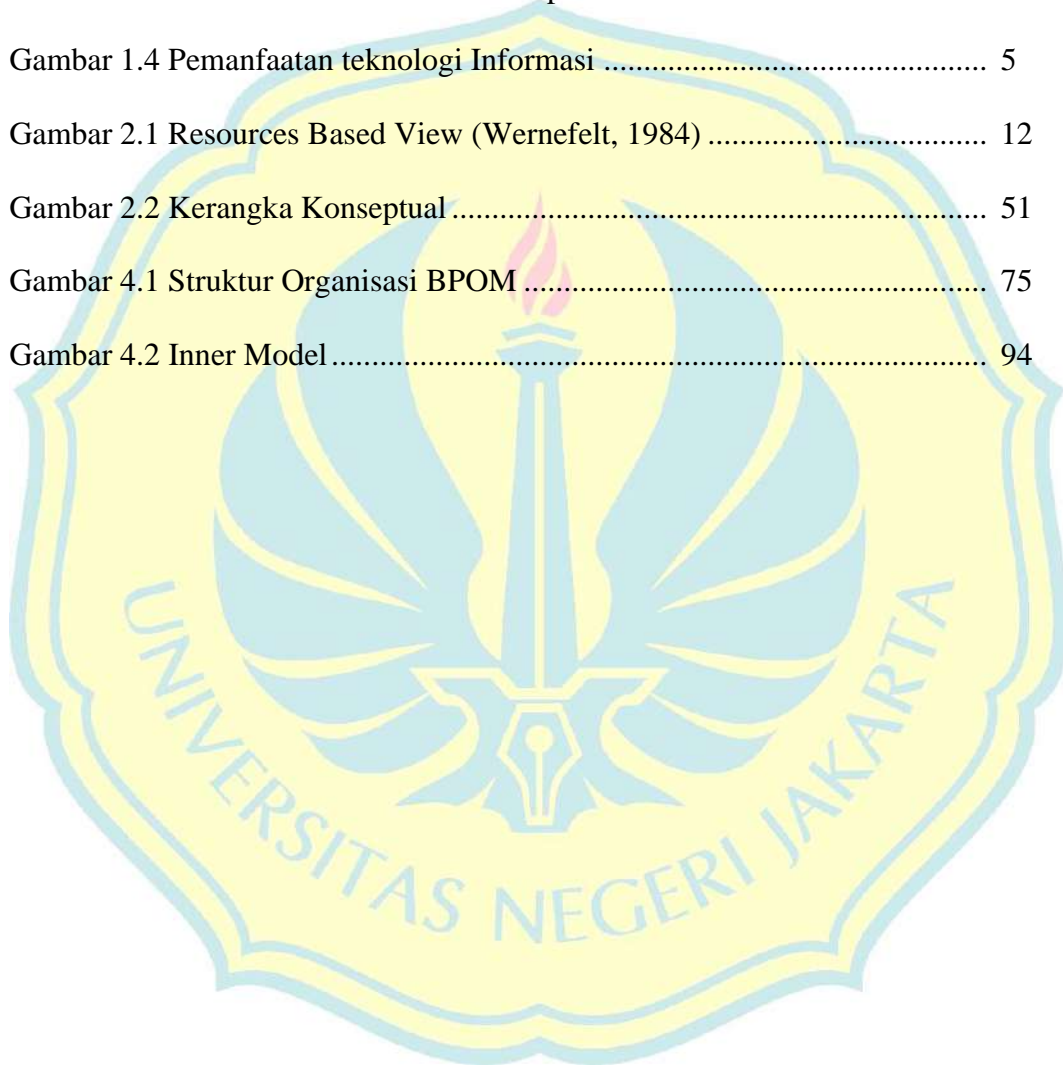 Gambar 1.4 Pemanfaatan teknologi Informasi ................................................ 5
Gambar 2.1 Resources Based View (Wernefelt, 1984) ................................... 12
Gambar 2.2 Kerangka Konseptual ................................................................... 51
Gambar 4.1 Struktur Organisasi BPOM .......................................................... 75
Gambar 4.2 Inner Model .................................................................................. 94
UNIVERSITAS NEGERI JAKARTA